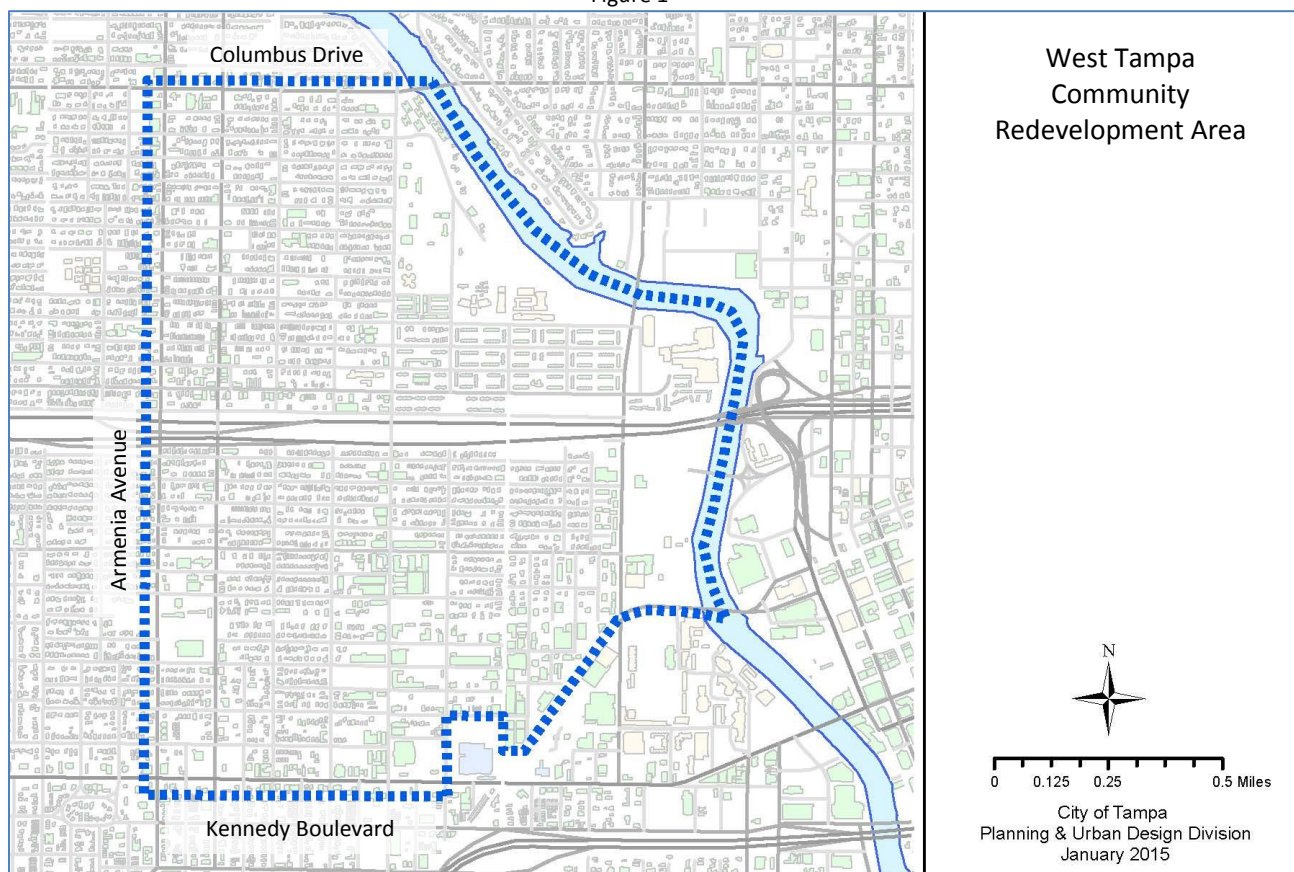 Figure 1
Columbus Drive
West Tampa
Community
Redevelopment Area
Armenia Avenue
N
0 0.125 0.25 0.5 Miles
Kennedy Boulevard
City of Tampa
Planning & Urban Design Division
January 2015